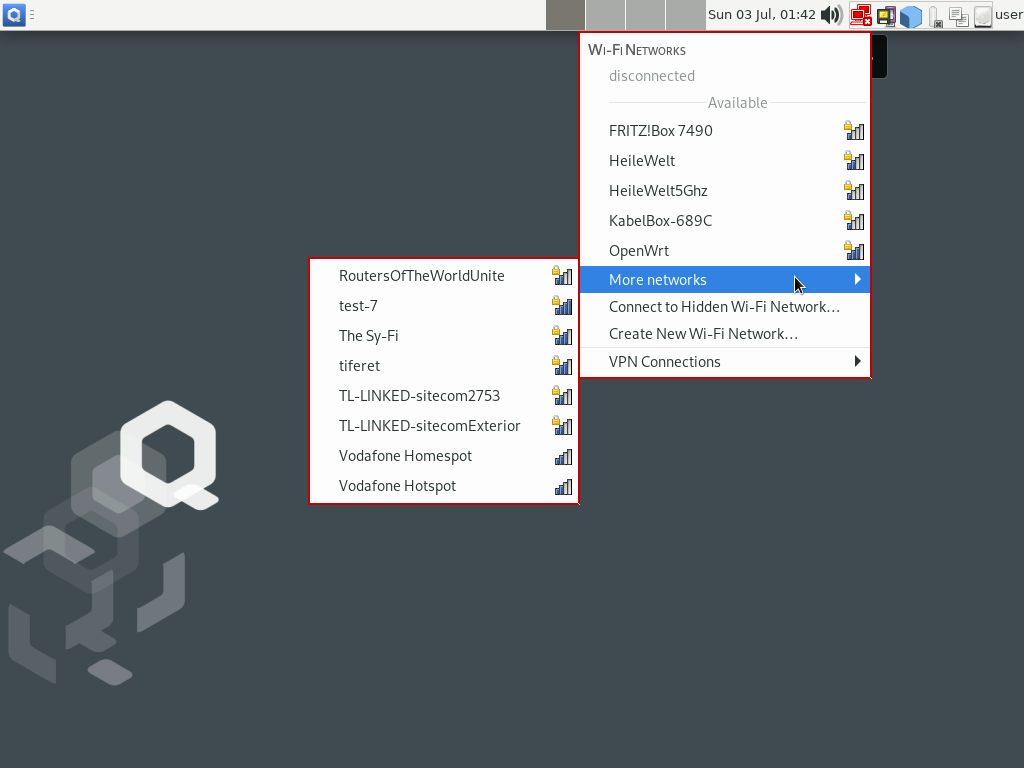 Sun 03 Jul, 01:42
user
Wi-Fi Networks
disconnected
Available
FRITZ!Box 7490
HeileWelt
HeileWelt5Ghz
KabelBox-689C
OpenWrt
More networks
Connect to Hidden Wi-Fi Network...
Create New Wi-Fi Network...
VPN Connections
RoutersOfTheWorldUnite
test-7
The Sy-Fi
tiferet
TL-LINKED-sitecom2753
TL-LINKED-sitecomExterior
Vodafone Homespot
Vodafone Hotspot